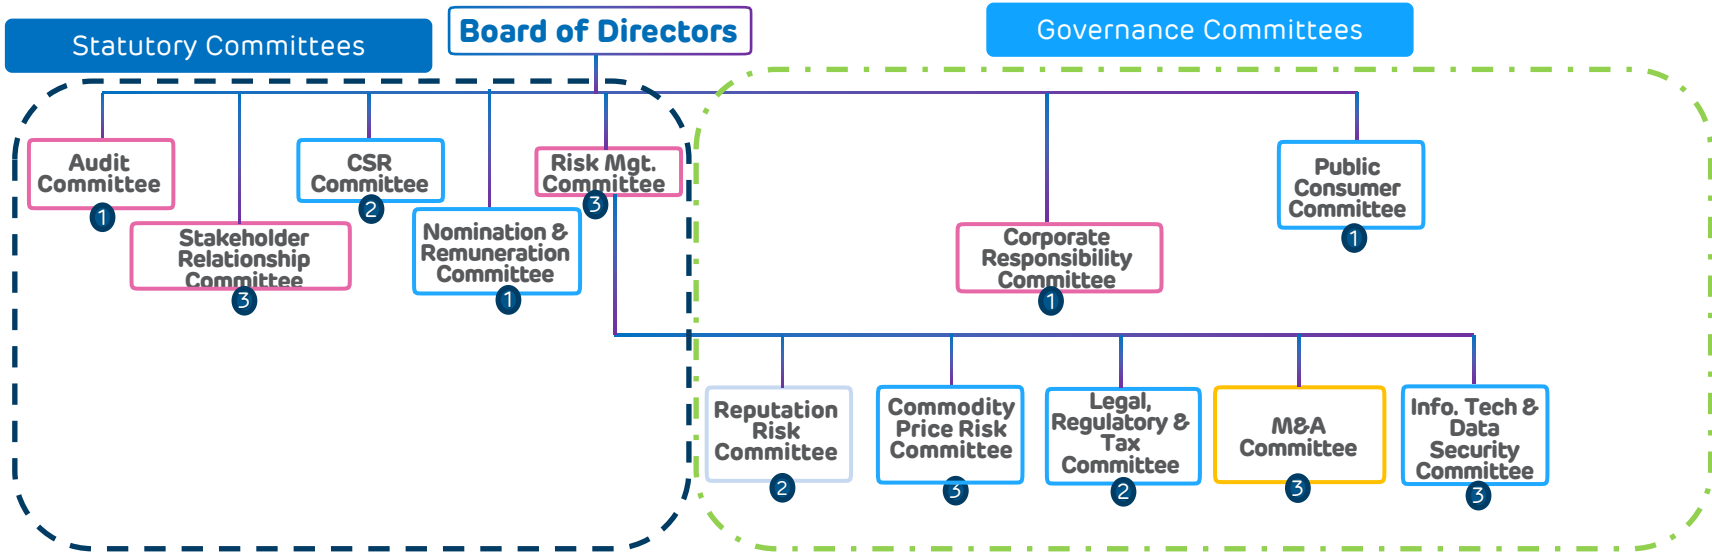 Statutory Committees
Board of Directors
Governance Committees
Audit
Committee
1
Stakeholder
Relationship
Committee
3
CSR
Committee
2
Nomination &
Remuneration
Committee
1
Risk Mgt.
Committee
3
Corporate
Responsibility
Committee
1
Public
Consumer
Committee
1
Reputation
Risk
Committee
2
Commodity
Price Risk
Committee
3
Legal,
Regulatory &
Tax
Committee
2
M&A
Committee
3
Info. Tech &
Data
Security
Committee
3